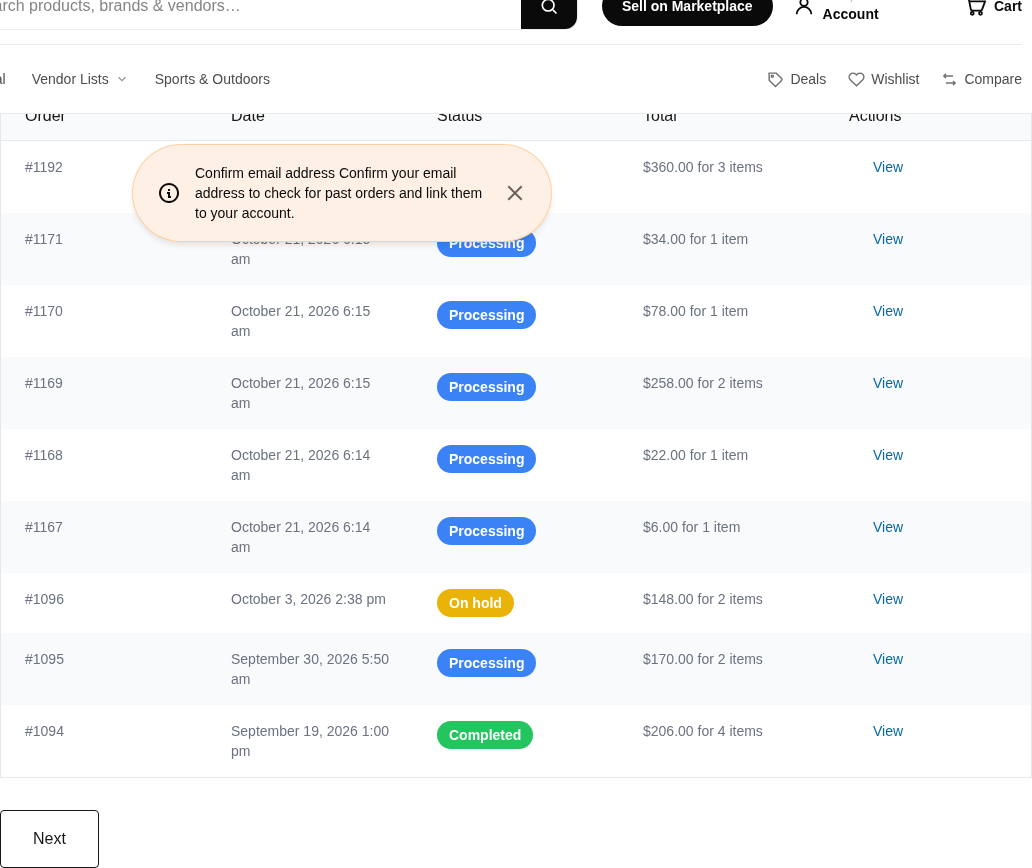 rch products, brands & vendors…
Sell on Marketplace
Account
Cart
Vendor Lists
Sports & Outdoors
Deals
Wishlist
Compare
Order Date Status Total Actions
#1192 $360.00 for 3 items View
Confirm email address Confirm your email
address to check for past orders and link them
to your account.
#1171 October 21, 2026 6:15 Processing $34.00 for 1 item View
am
#1170 October 21, 2026 6:15 Processing $78.00 for 1 item View
am
#1169 October 21, 2026 6:15 Processing $258.00 for 2 items View
am
#1168 October 21, 2026 6:14 Processing $22.00 for 1 item View
am
#1167 October 21, 2026 6:14 Processing $6.00 for 1 item View
am
#1096 October 3, 2026 2:38 pm On hold $148.00 for 2 items View
#1095 September 30, 2026 5:50 Processing $170.00 for 2 items View
am
#1094 September 19, 2026 1:00 Completed $206.00 for 4 items View
pm
Next